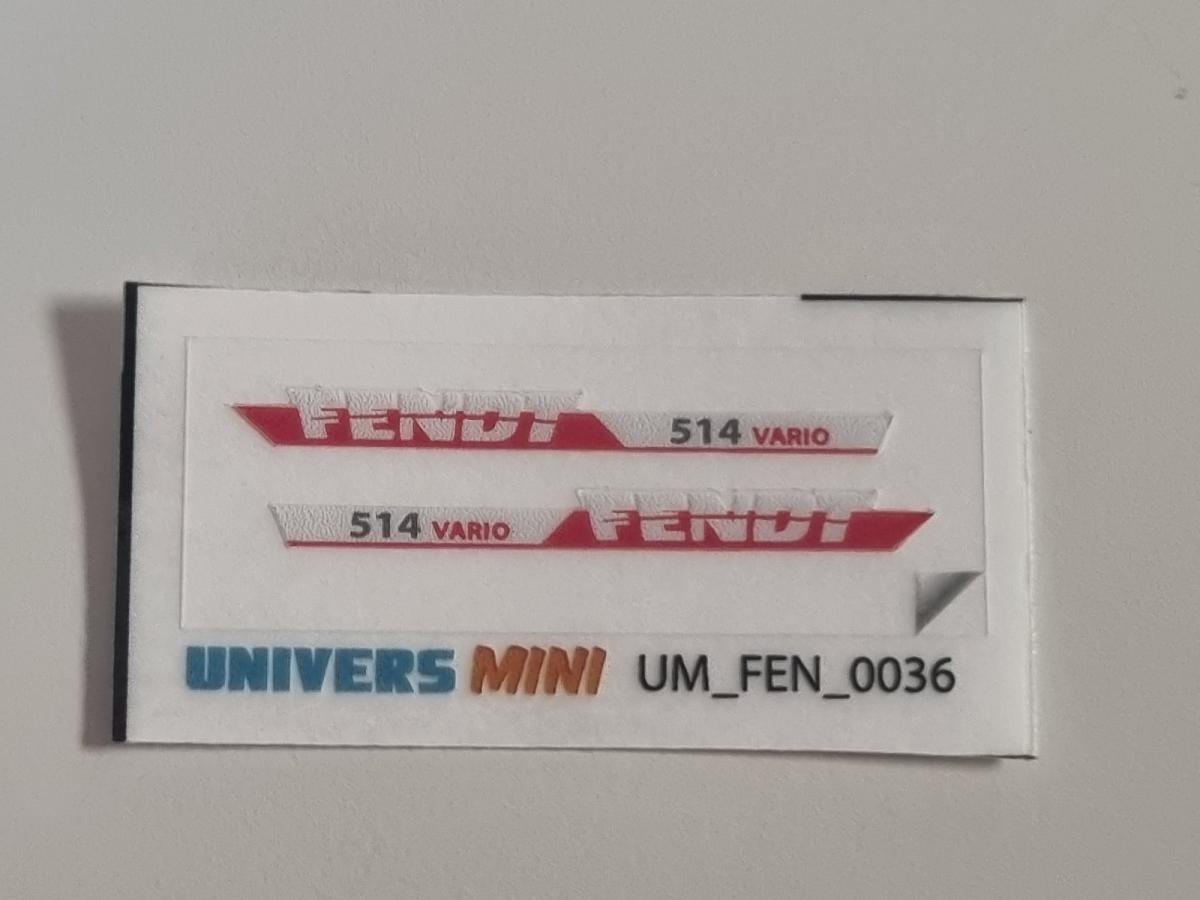 FENDT 514 VARIO
514 VARIO FENDT
UNIVERS MINI UM_FEN_0036